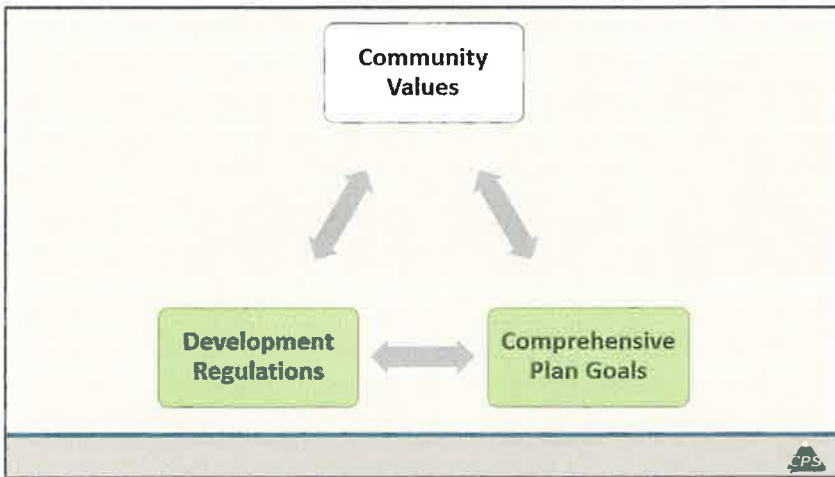 Community
Values
Development
Regulations
Comprehensive
Plan Goals
CPS